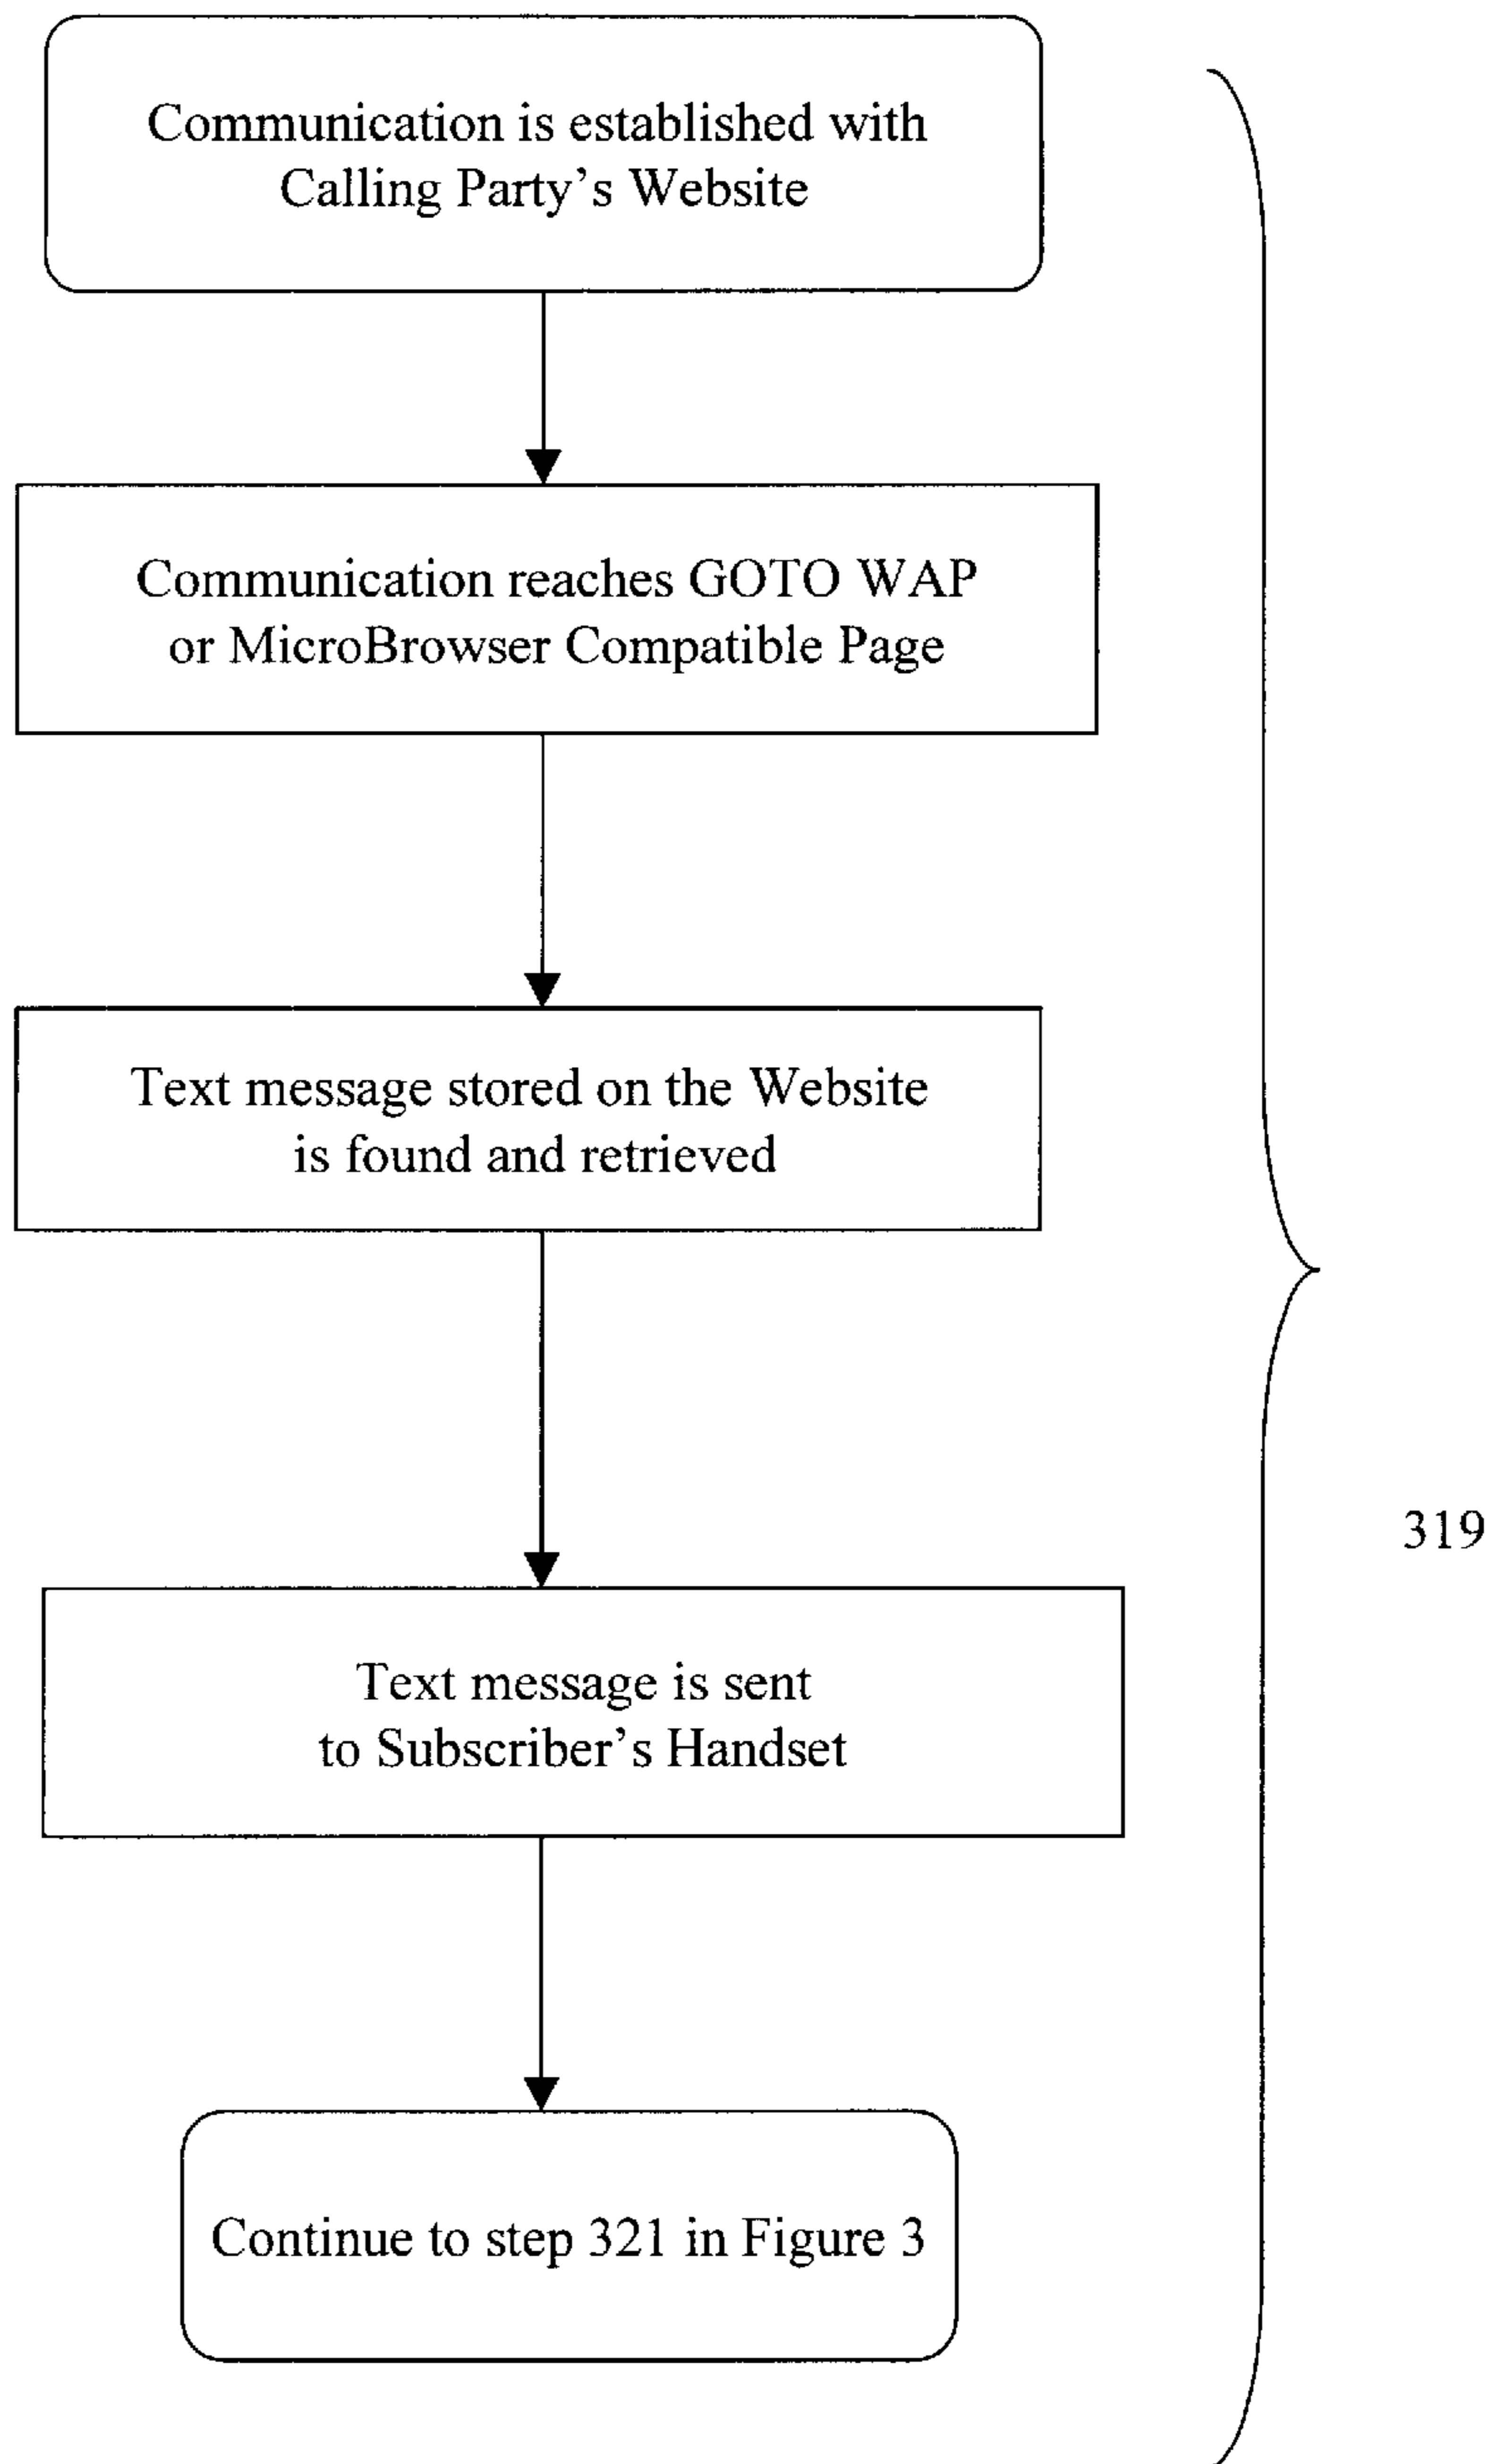 Communication is established with
Calling Party’s Website
Communication reaches GOTO WAP
or MicroBrowser Compatible Page
Text message stored on the Website
is found and retrieved
319
Text message is sent
to Subscriber’s Handset
Continue to step 321 in Figure 3